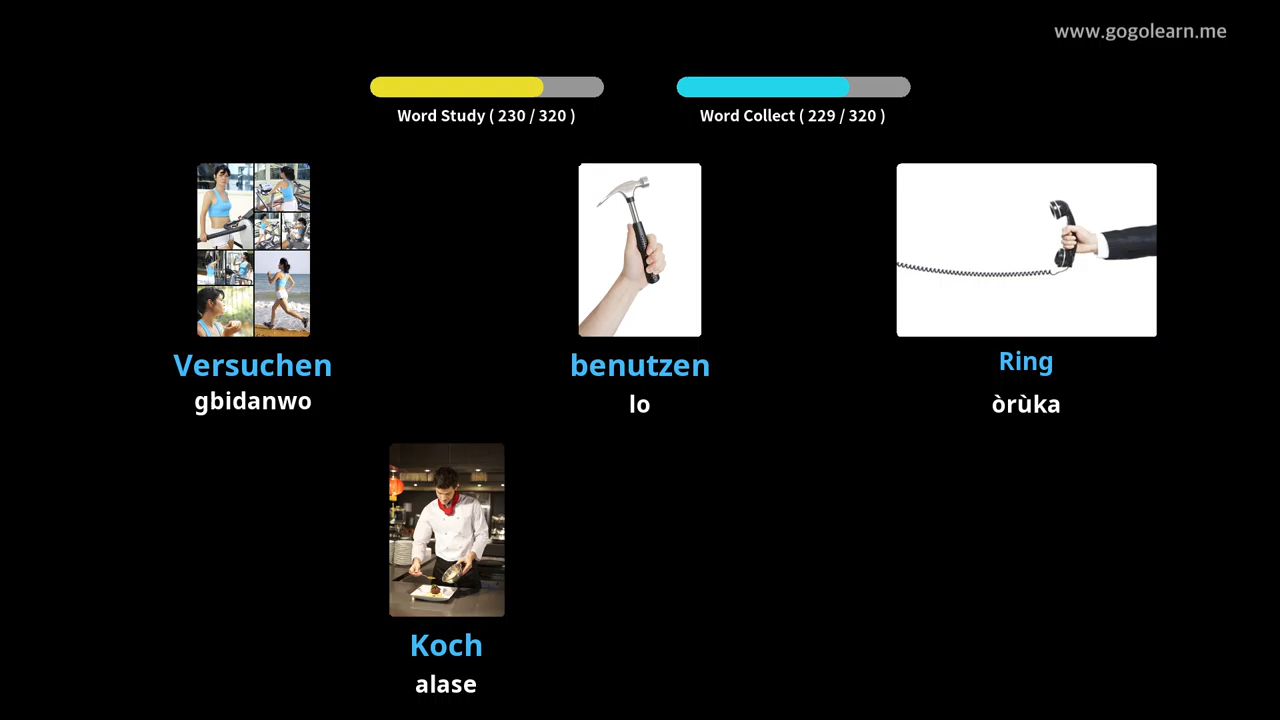 www.gogolearn.me
Word Study ( 230 / 320 )
Word Collect ( 229 / 320 )
Versuchen
gbidanwo
benutzen
lo
Ring
òrùka
Koch
alase